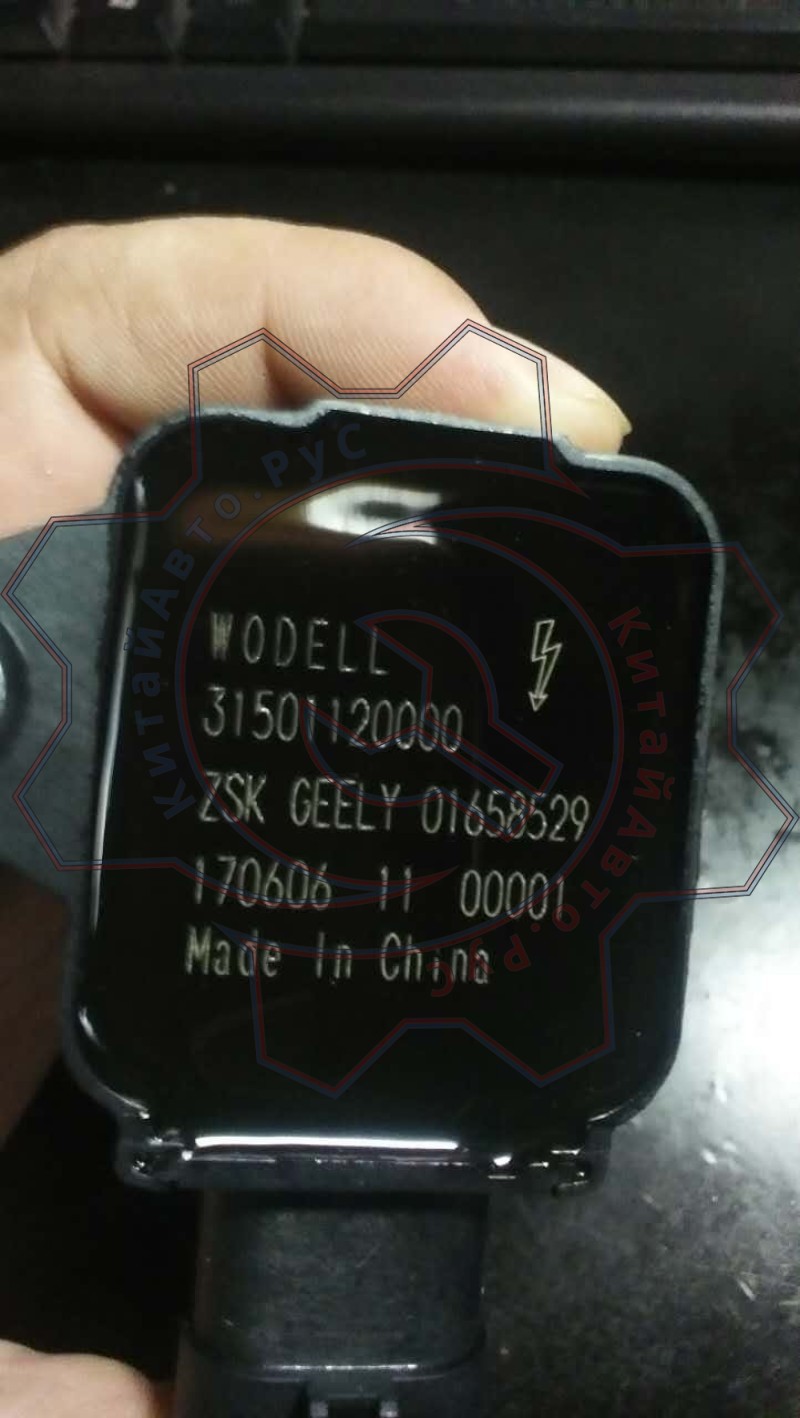 WODELL
31501120000
ZSK GEELY 01658529
170606 11 00001
Made In China
КитайАвто.РуС
КитайАвто.РуС